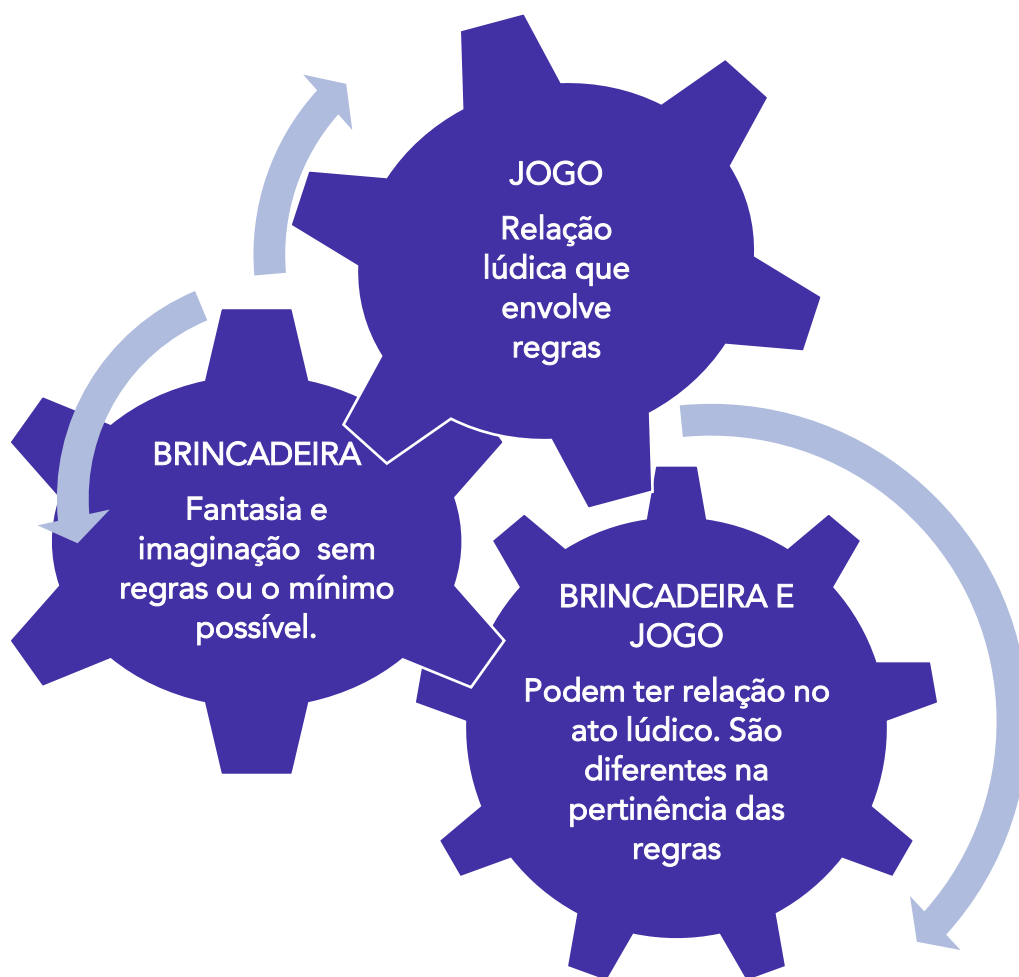 JOGO
Relação
lúdica que
envolve
regras
BRINCADEIRA
Fantasia e
imaginação  sem
regras ou o mínimo
possível.
BRINCADEIRA E
JOGO
Podem ter relação no
ato lúdico. São
diferentes na
pertinência das
regras